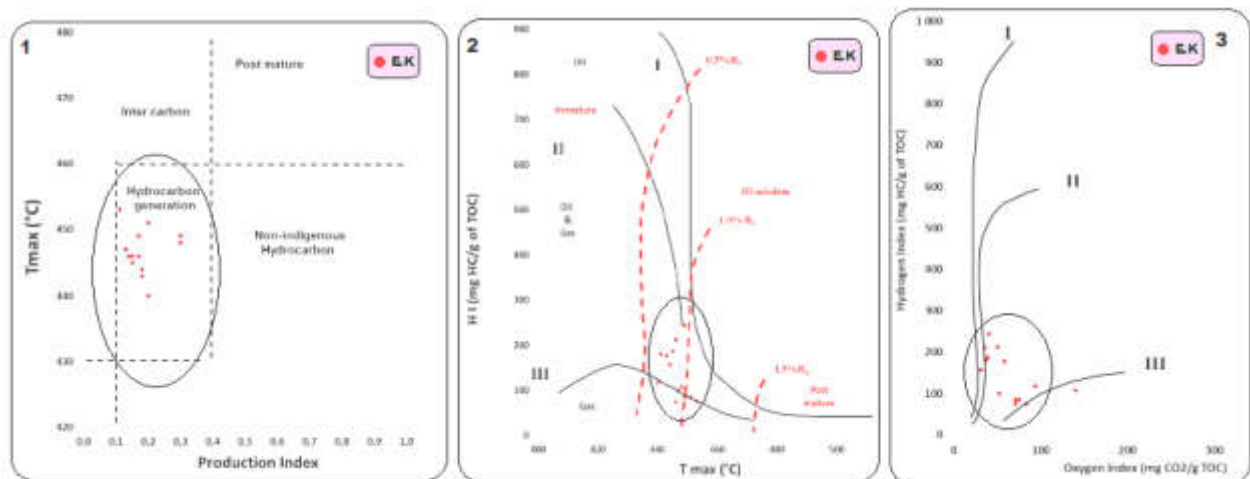 1
E.K
Post mature
Inter carbon
Hydrocarbon
generation
Non-indigenous
Hydrocarbon
Tmax (°C)
480
470
460
450
440
430
420
0,0 0,1 0,2 0,3 0,4 0,5 0,6 0,7 0,8 0,9 1,0
Production Index
2
E.K
Oil
I
Immature
II
Oil
&
Gas
III
Gas
Post
mature
H I (mg HC/g of TOC)
900
800
700
600
500
400
300
200
100
0
T max (°C)
3
E.K
I
II
III
Hydrogen Index (mg HC/g of TOC)
200
100
0
0 100 200 300
Oxygen Index (mg CO2/g TOC)